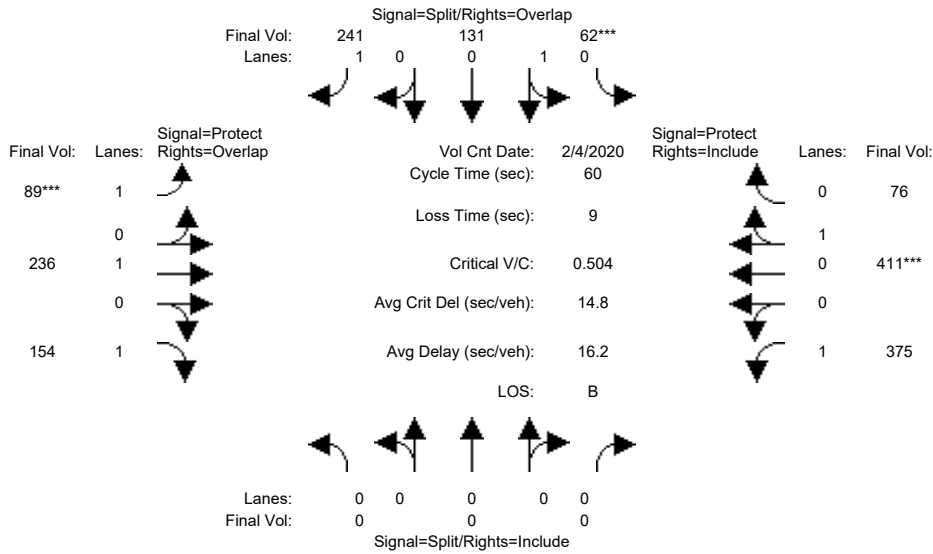 Signal=Split/Rights=Overlap
Final Vol: 241 131 62***
Lanes: 1 0 0 1 0
Signal=Protect
Final Vol: Lanes: Rights=Overlap
Vol Cnt Date: 2/4/2020
Signal=Protect
Rights=Include Lanes: Final Vol:
Cycle Time (sec): 60
89*** 1
0 76
Loss Time (sec): 9
0
1
236 1
Critical V/C: 0.504
0 411***
0
Avg Crit Del (sec/veh): 14.8
0
154 1
Avg Delay (sec/veh): 16.2
1 375
LOS: B
Lanes: 0 0 0 0 0
Final Vol: 0 0 0
Signal=Split/Rights=Include